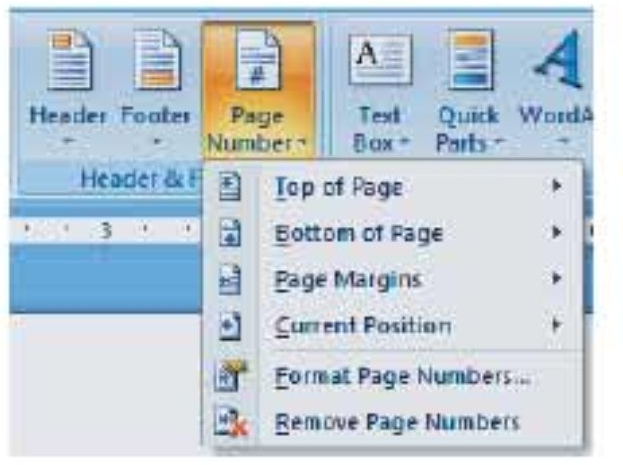 Header Footer Page Number Text Box Quick Parts WordA
Header & F
3
Top of Page
Bottom of Page
Page Margins
Current Position
Format Page Numbers...
Remove Page Numbers